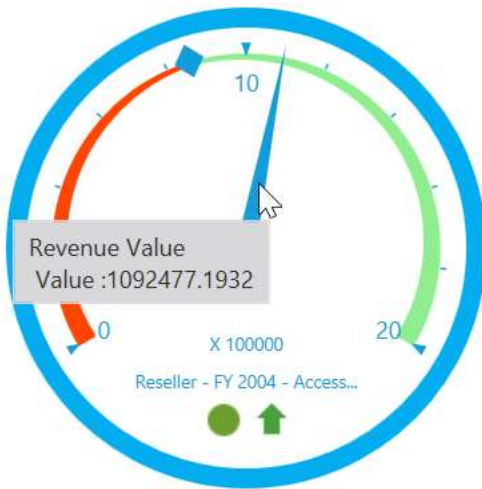 10
Revenue Value
Value :1092477.1932
0
20
X 100000
Reseller - FY 2004 - Access...